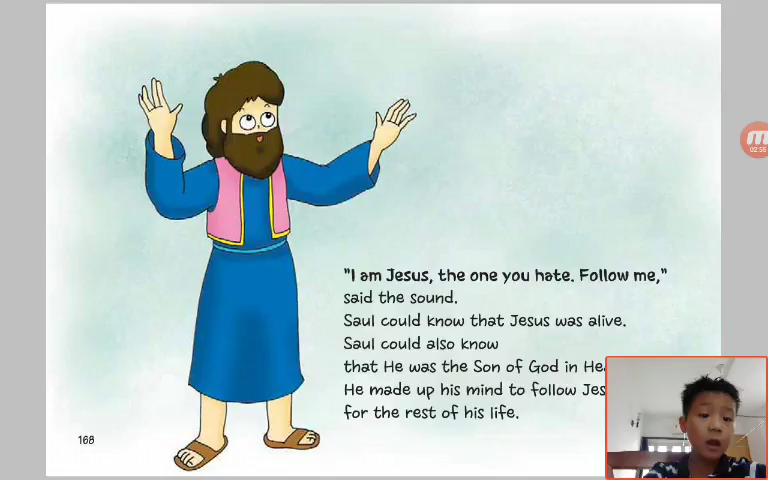 "I am Jesus, the one you hate. Follow me,"
said the sound.
Saul could know that Jesus was alive.
Saul could also know
that He was the Son of God in
He made up his mind to follow
for the rest of his life.
168
02:55